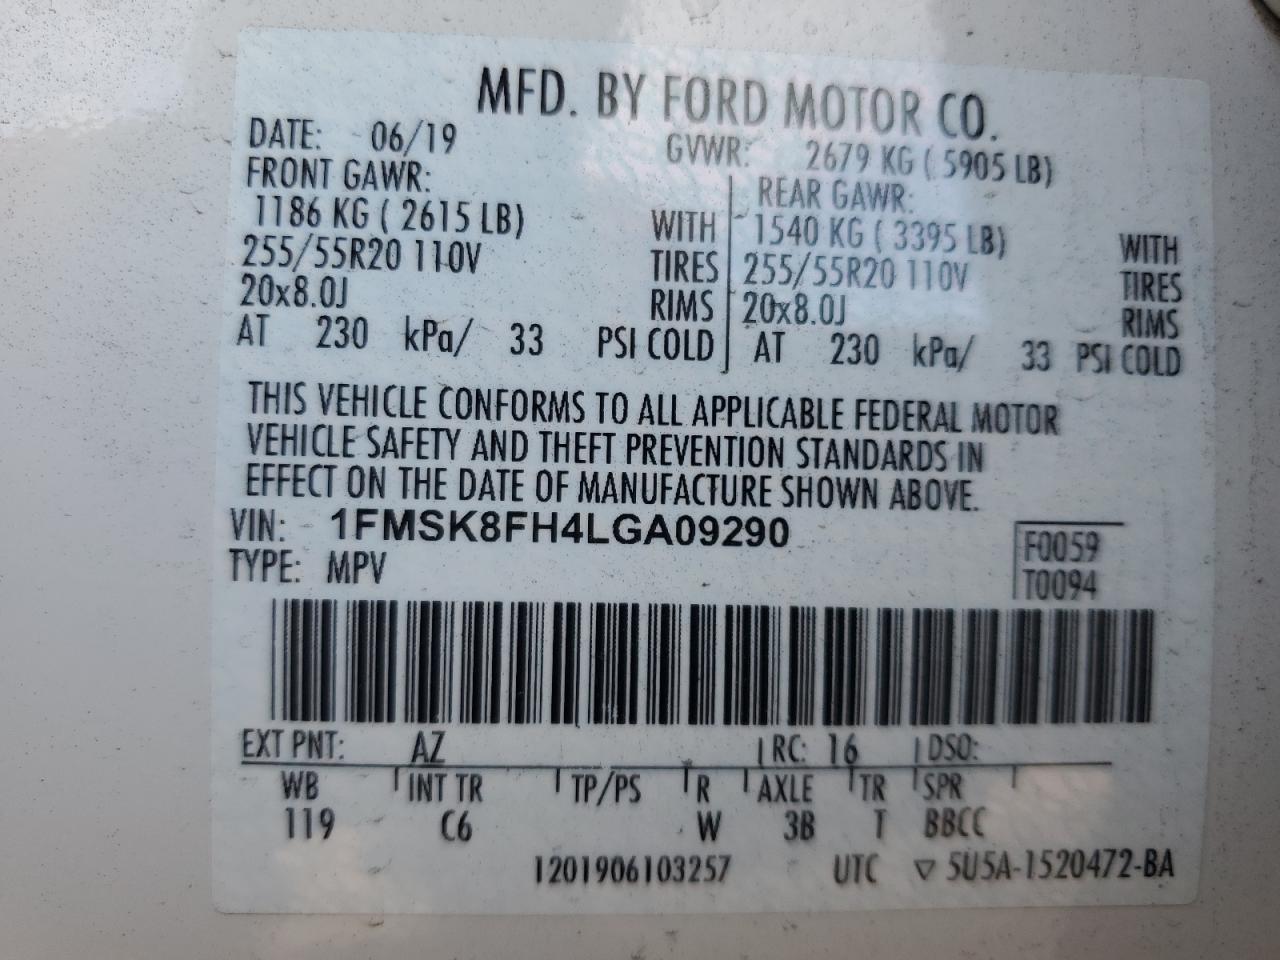 MFD. BY FORD MOTOR CO.
DATE: 06/19 GVWR: 2679 KG ( 5905 LB)
FRONT GAWR: REAR GAWR:
1186 KG ( 2615 LB) WITH 1540 KG ( 3395 LB) WITH
255/55R20 110V TIRES 255/55R20 110V TIRES
20x8.0J RIMS 20x8.0J RIMS
AT 230 kPa/ 33 PSI COLD AT 230 kPa/ 33 PSI COLD
THIS VEHICLE CONFORMS TO ALL APPLICABLE FEDERAL MOTOR
VEHICLE SAFETY AND THEFT PREVENTION STANDARDS IN
EFFECT ON THE DATE OF MANUFACTURE SHOWN ABOVE.
VIN: 1FMSK8FH4LGA09290
F0059
TYPE: MPV
T0094
EXT PNT: AZ RC: 16 DSO:
WB INT TR TP/PS R AXLE TR SPR
119 C6 W 3B T BBCC
1201906103257 UTC ▽ 5U5A-1520472-BA